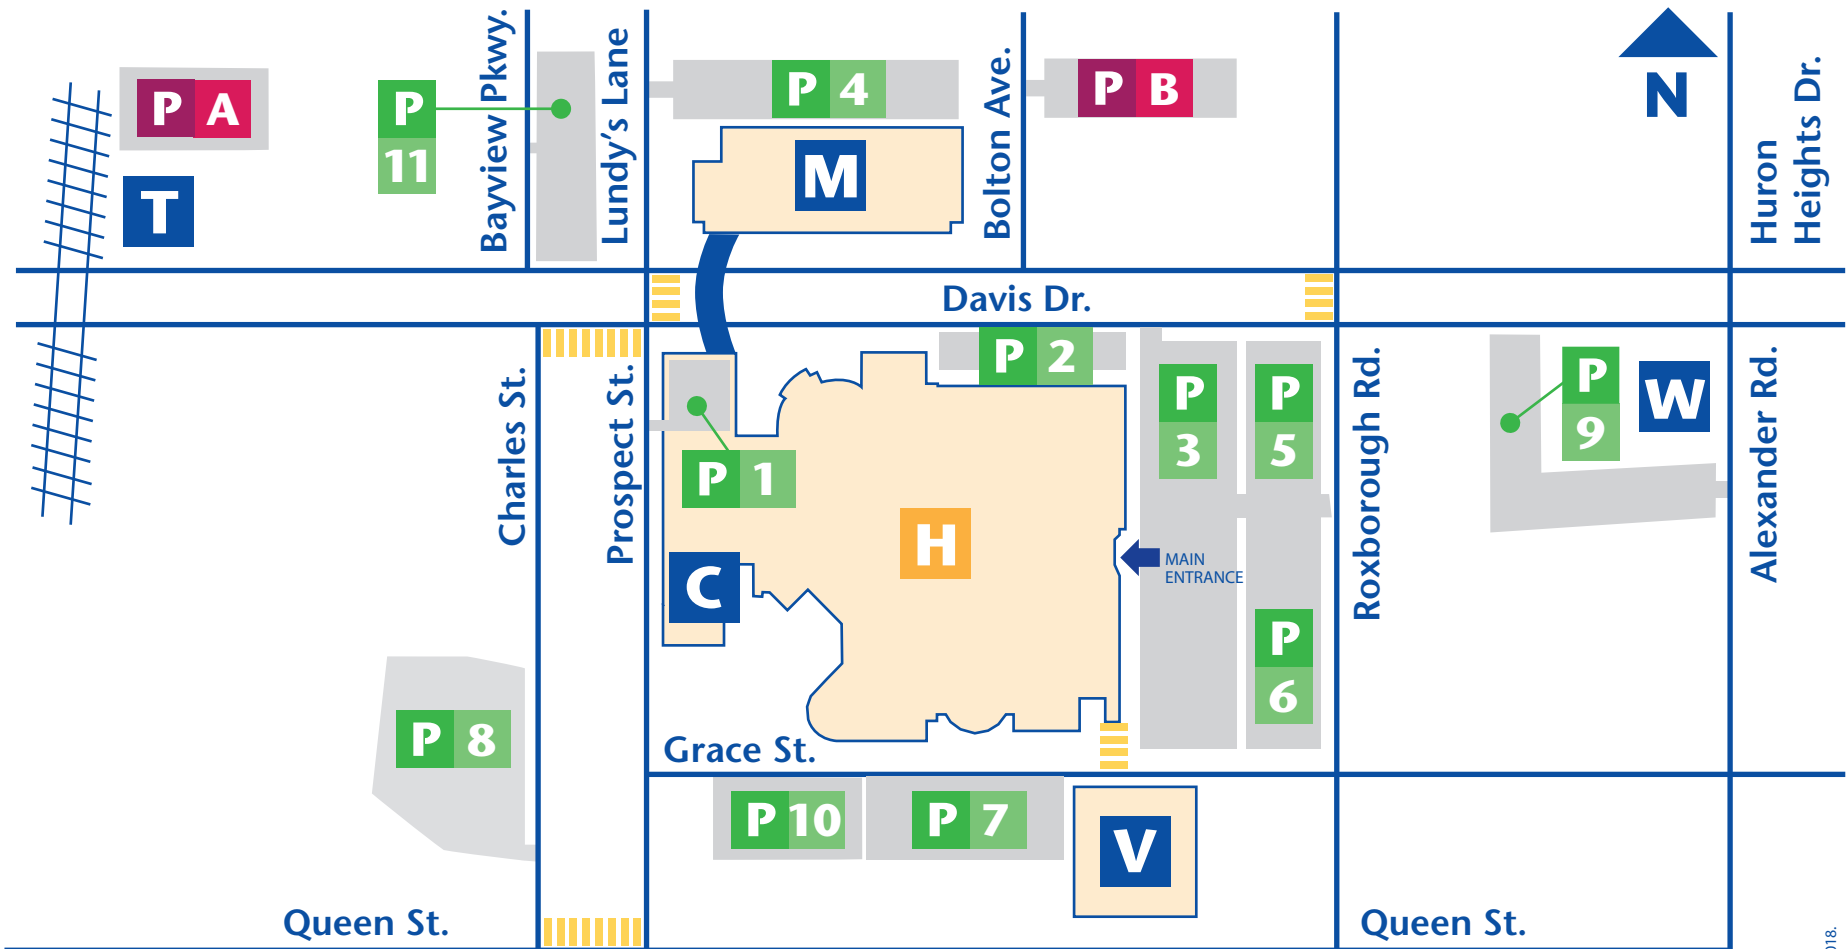 Bayview Pkwy.
Lundy's Lane
Bolton Ave.
Huron
Heights Dr.
N
P A
P 11
P 4
P B
T
M
Davis Dr.
Charles St.
Prospect St.
Roxborough Rd.
Alexander Rd.
P 2
P 3
P 5
P 9
W
P 1
H
C
MAIN
ENTRANCE
P 6
P 8
Grace St.
P 10
P 7
V
Queen St.
Queen St.
018.